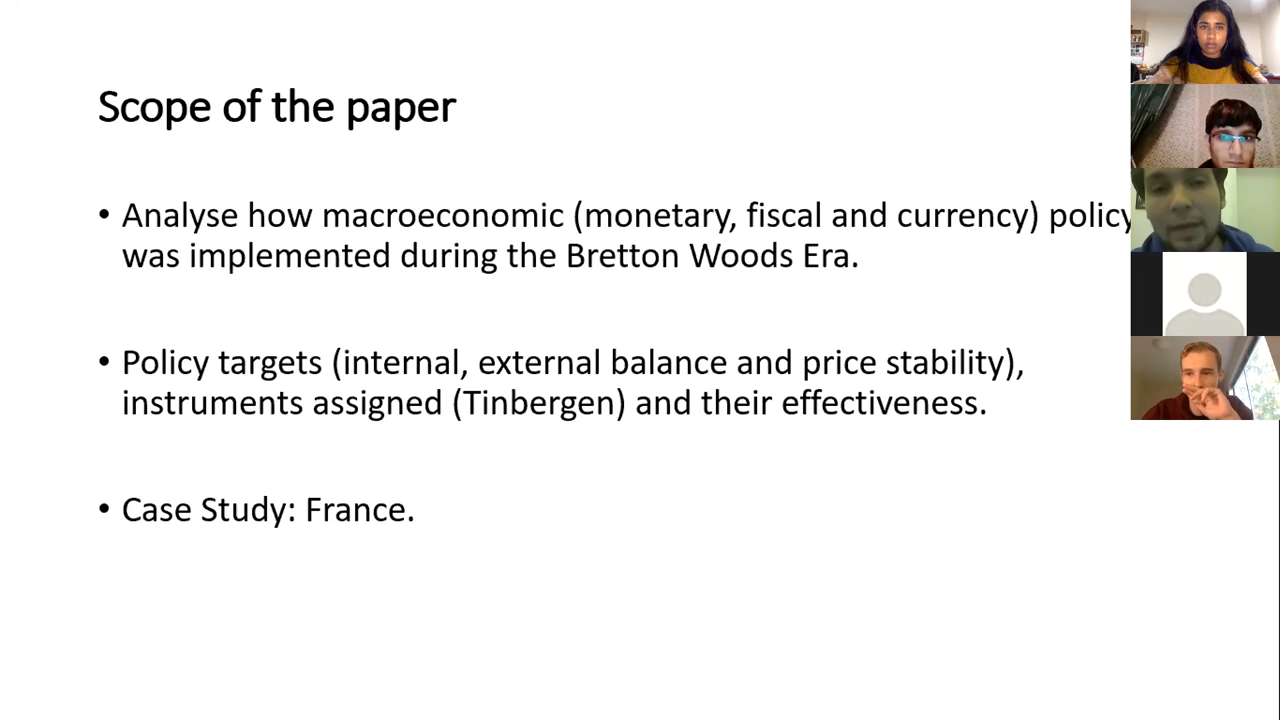 Scope of the paper
• Analyse how macroeconomic (monetary, fiscal and currency) policy
was implemented during the Bretton Woods Era.
• Policy targets (internal, external balance and price stability),
instruments assigned (Tinbergen) and their effectiveness.
• Case Study: France.